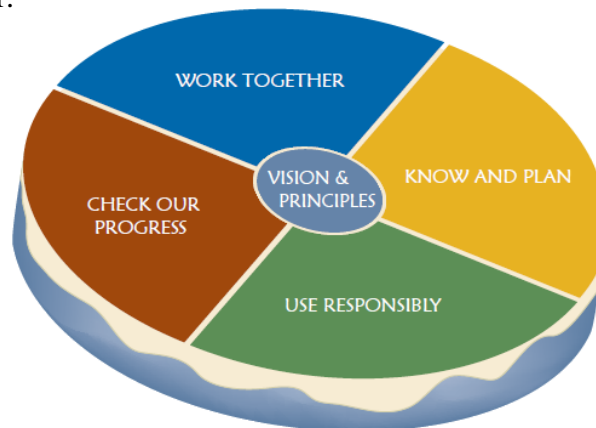 WORK TOGETHER
KNOW AND PLAN
VISION &
PRINCIPLES
CHECK OUR
PROGRESS
USE RESPONSIBLY